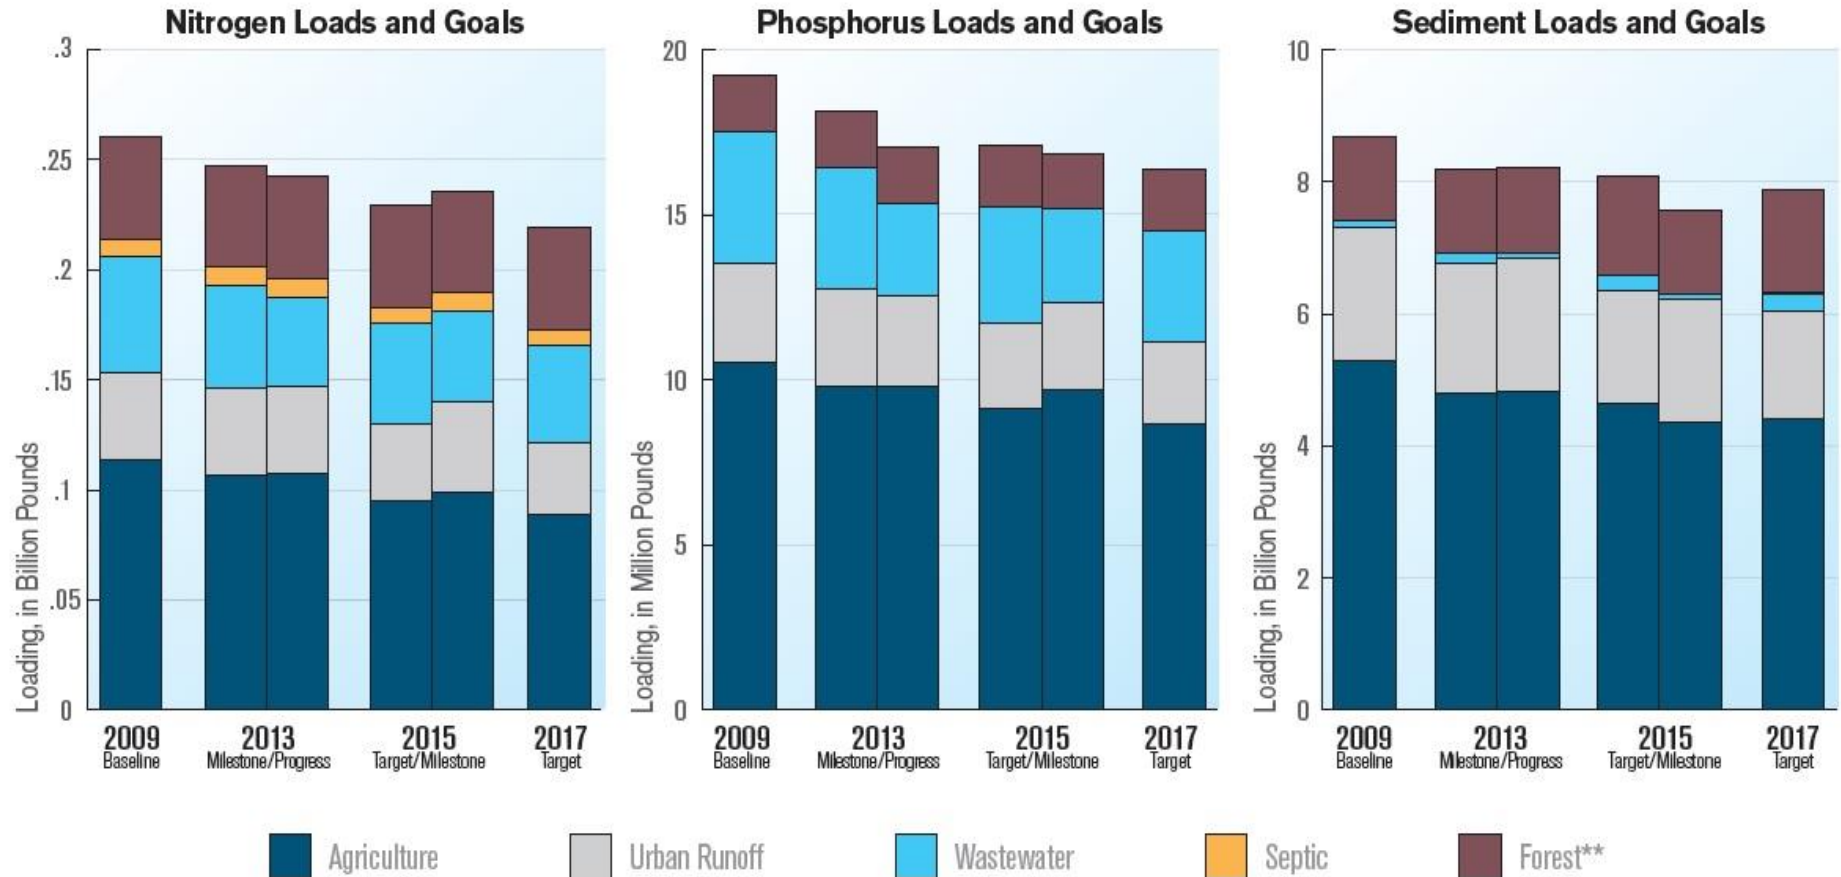 Nitrogen Loads and Goals
.3
.25
.2
.15
.1
.05
0
Loading, in Billion Pounds
2009
Baseline
2013
Milestone/Progress
2015
Target/Milestone
2017
Target
Phosphorus Loads and Goals
20
15
10
5
0
Loading, in Million Pounds
2009
Baseline
2013
Milestone/Progress
2015
Target/Milestone
2017
Target
Sediment Loads and Goals
10
8
6
4
2
0
Loading, in Billion Pounds
2009
Baseline
2013
Milestone/Progress
2015
Target/Milestone
2017
Target
Agriculture
Urban Runoff
Wastewater
Septic
Forest**